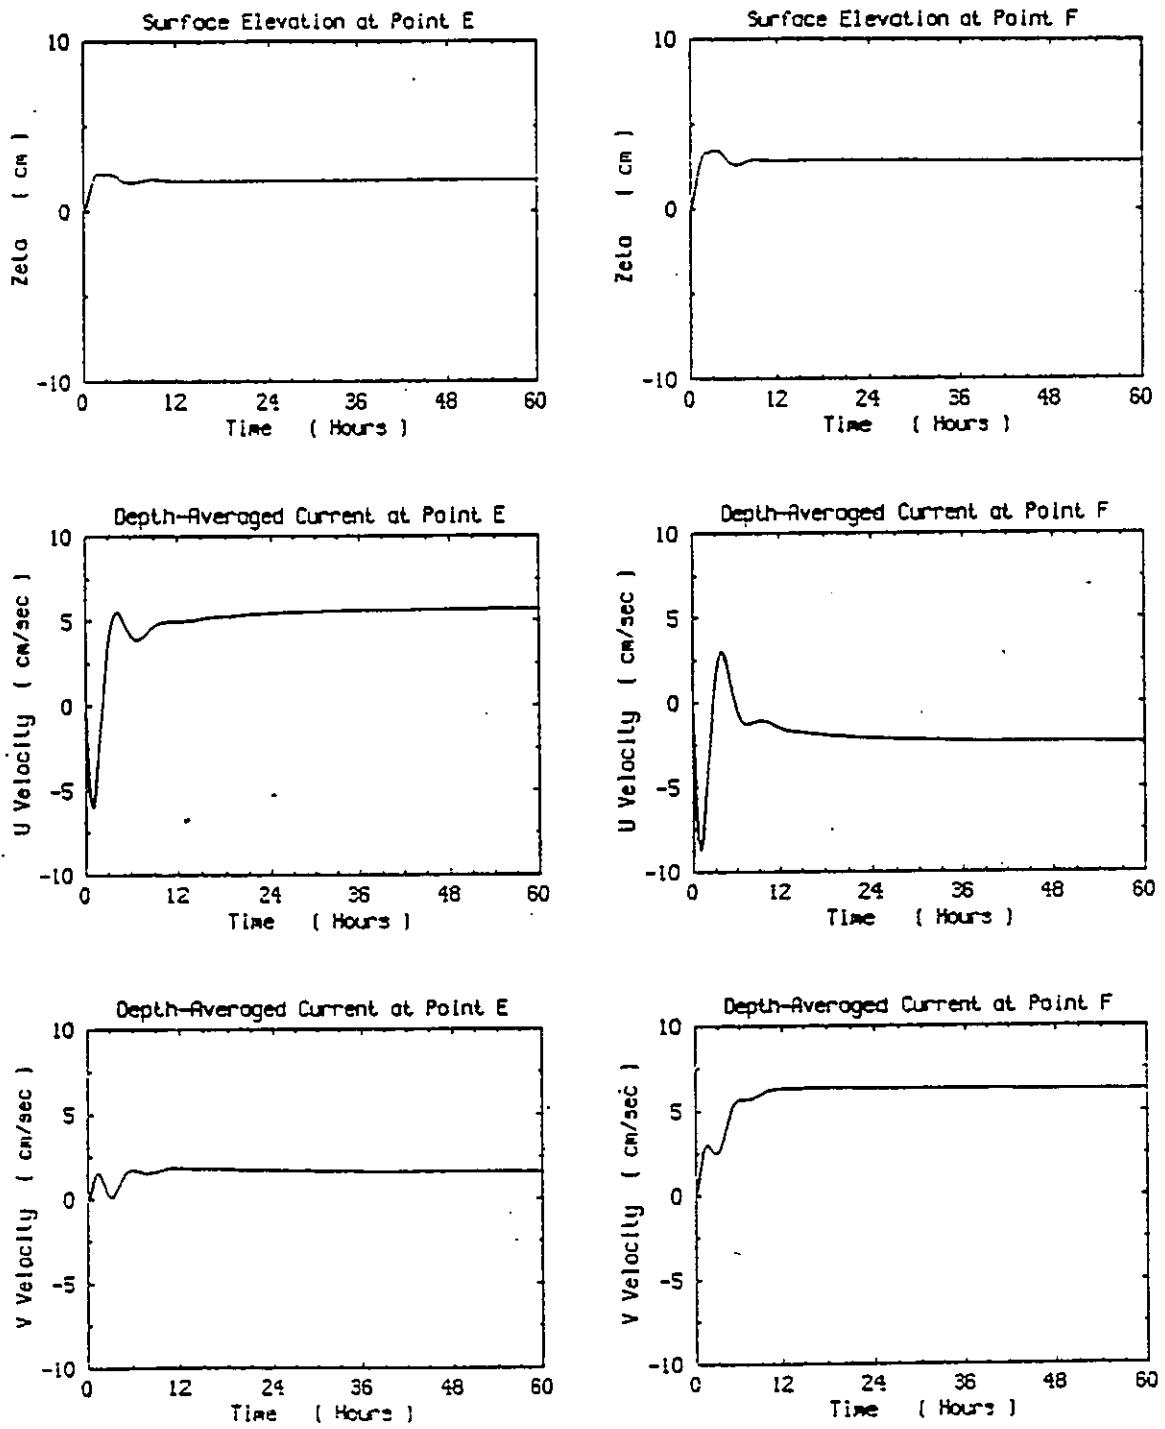 Surface Elevation at Point E
10
0
-10
Zeta ( cm )
0 12 24 36 48 60
Time ( Hours )
Surface Elevation at Point F
10
0
-10
Zeta ( cm )
0 12 24 36 48 60
Time ( Hours )
Depth-Averaged Current at Point E
10
5
0
-5
-10
U Velocity ( cm/sec )
0 12 24 36 48 60
Time ( Hours )
Depth-Averaged Current at Point F
10
5
0
-5
-10
U Velocity ( cm/sec )
0 12 24 36 48 60
Time ( Hours )
Depth-Averaged Current at Point E
10
5
0
-5
-10
V Velocity ( cm/sec )
0 12 24 36 48 60
Time ( Hours )
Depth-Averaged Current at Point F
10
5
0
-5
-10
V Velocity ( cm/sec )
0 12 24 36 48 60
Time ( Hours )